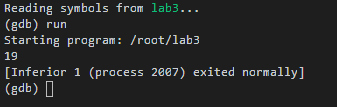 Reading symbols from lab3...
(gdb) run
Starting program: /root/lab3
19
[Inferior 1 (process 2007) exited normally]
(gdb)